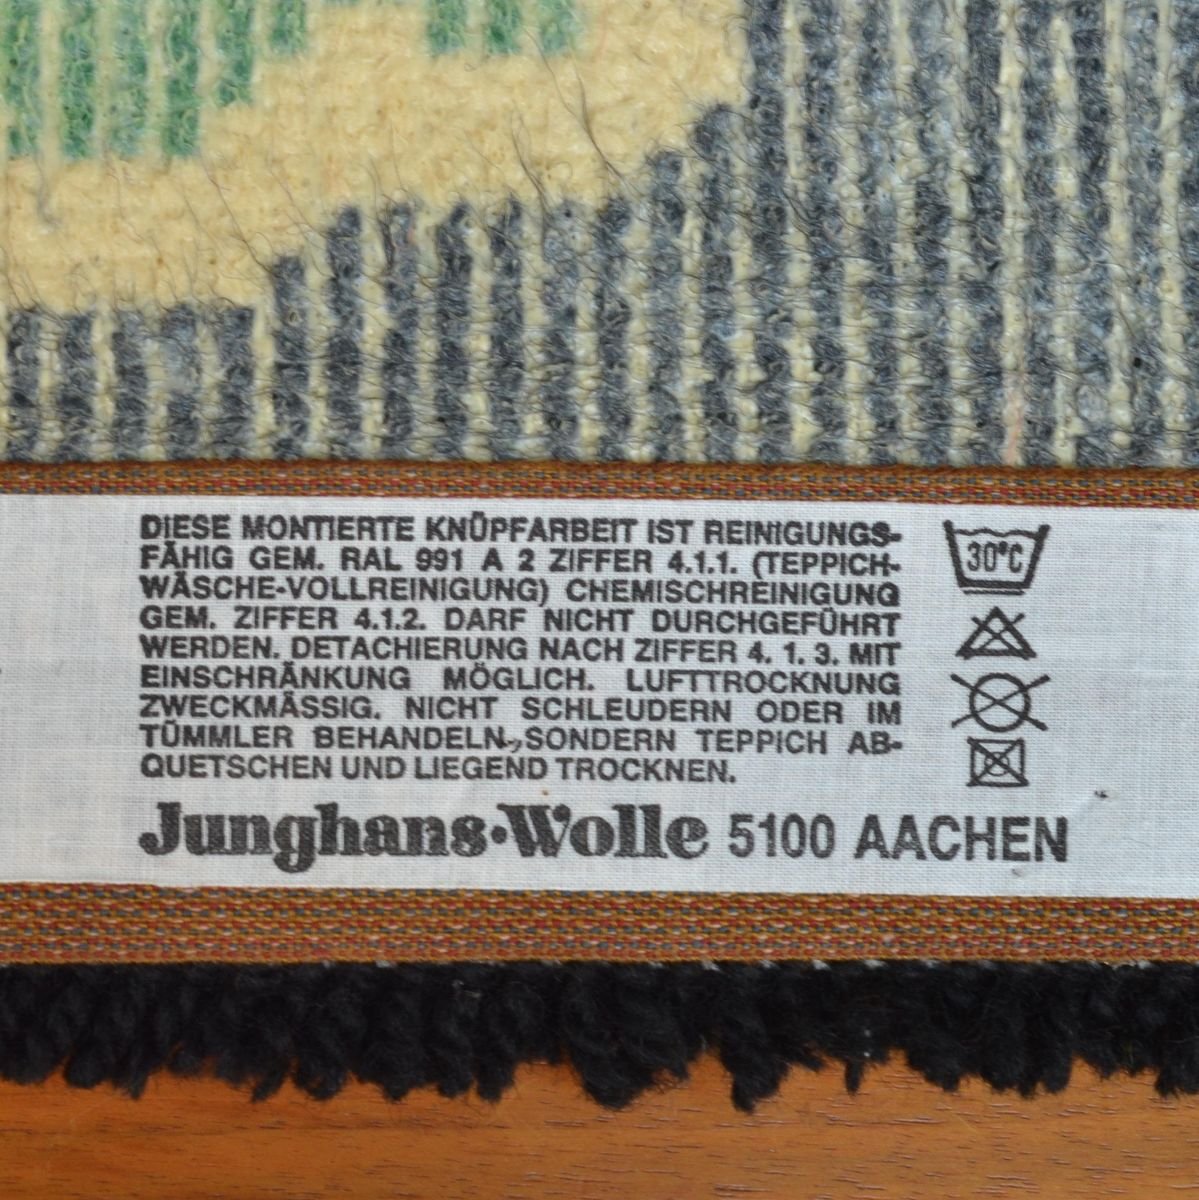 DIESE MONTIERTE KNÜPFARBEIT IST REINIGUNGS-
FÄHIG GEM. RAL 991 A 2 ZIFFER 4.1.1. (TEPPICH-
WÄSCHE-VOLLREINIGUNG) CHEMISCHREINIGUNG
GEM. ZIFFER 4.1.2. DARF NICHT DURCHGEFÜHRT
WERDEN. DETACHIERUNG NACH ZIFFER 4. 1. 3. MIT
EINSCHRÄNKUNG MÖGLICH. LUFTTROCKNUNG
ZWECKMÄSSIG. NICHT SCHLEUDERN ODER IM
TÜMMLER BEHANDELN, SONDERN TEPPICH AB-
QUETSCHEN UND LIEGEND TROCKNEN.
30°C
Junghans·Wolle 5100 AACHEN